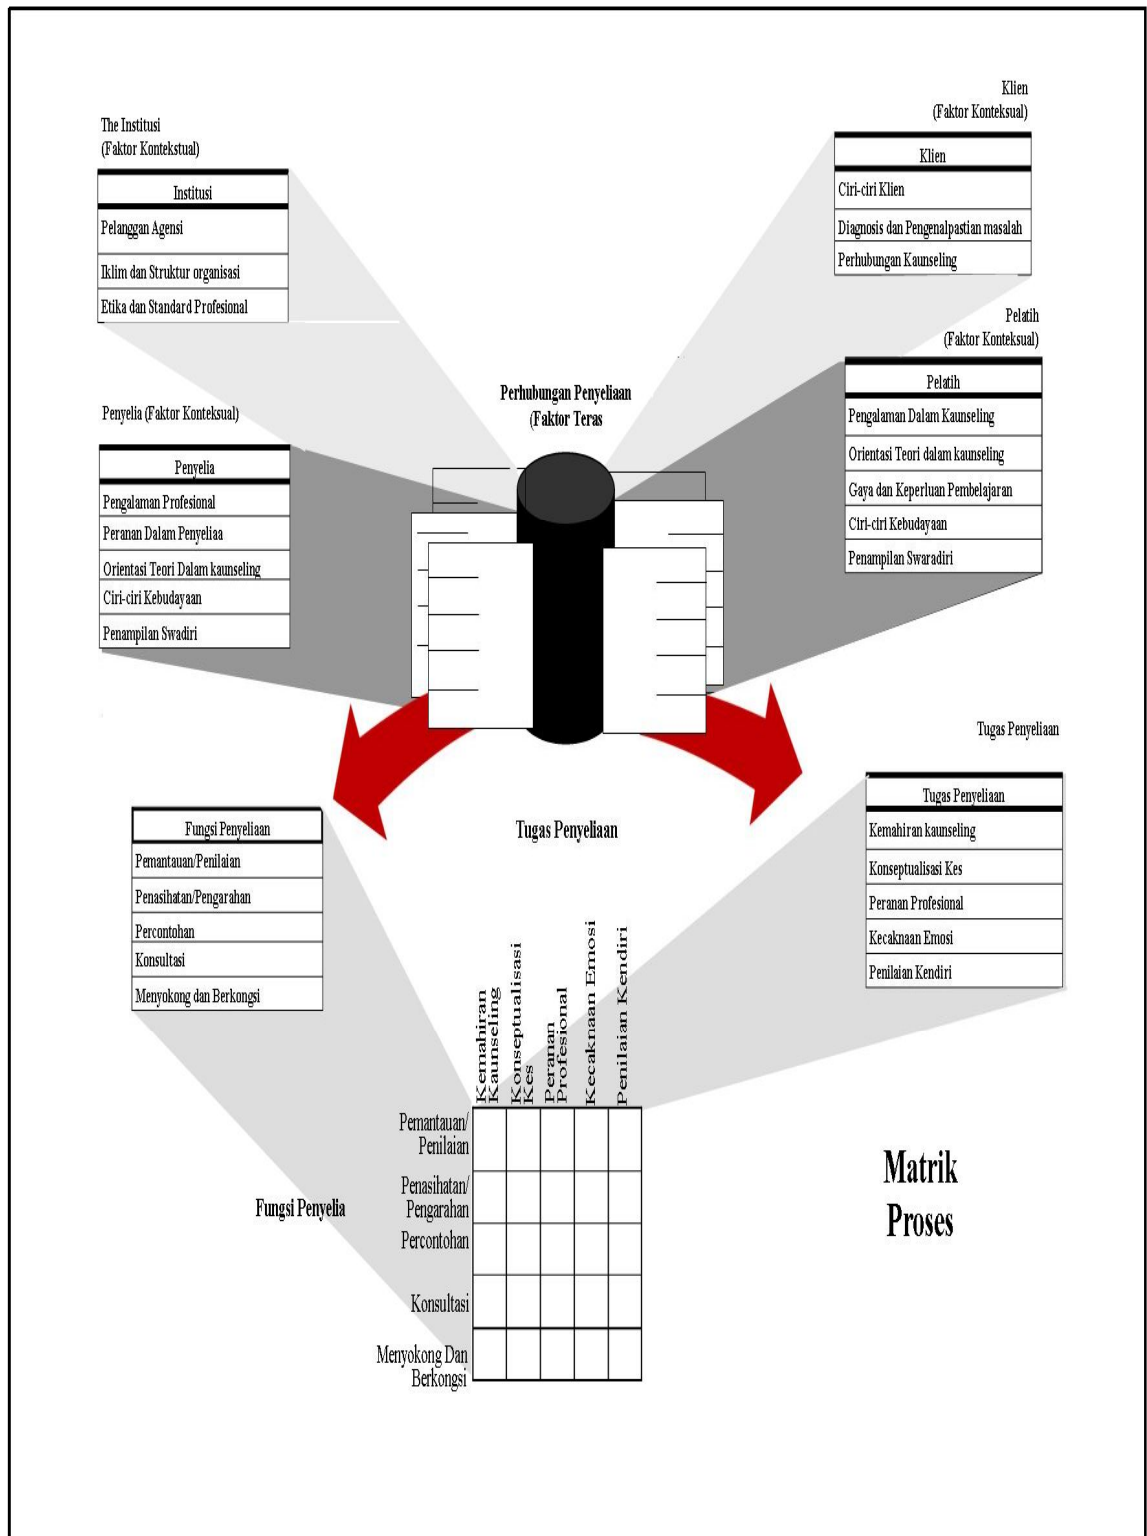 The Institusi
(Faktor Kontekstual)
Institusi
Pelanggan Agensi
Iklim dan Struktur organisasi
Etika dan Standard Profesional
Klien
(Faktor Konteksual)
Klien
Ciri-ciri Klien
Diagnosis dan Pengenalpastian masalah
Perhubungan Kaunseling
Penyelia (Faktor Konteksual)
Penyelia
Pengalaman Profesional
Peranan Dalam Penyeliaa
Orientasi Teori Dalam kaunseling
Ciri-ciri Kebudayaan
Penampilan Swadiri
Perhubungan Penyeliaan
(Faktor Teras
Pelatih
(Faktor Konteksual)
Pelatih
Pengalaman Dalam Kaunseling
Orientasi Teori dalam kaunseling
Gaya dan Keperluan Pembelajaran
Ciri-ciri Kebudayaan
Penampilan Swaradiri
Fungsi Penyeliaan
Pemantauan/Penilaian
Penasihatan/Pengarahan
Percontohan
Konsultasi
Menyokong dan Berkongsi
Tugas Penyeliaan
Tugas Penyeliaan
Tugas Penyeliaan
Kemahiran kaunseling
Konseptualisasi Kes
Peranan Profesional
Kecaknaan Emosi
Penilaian Kendiri
Kemahiran
Kaunseling
Konseptualisasi
Kes
Peranan
Profesional
Kecaknaan Emosi
Penilaian Kendiri
Fungsi Penyelia
Pemantauan/
Penilaian
Penasihatan/
Pengarahan
Percontohan
Konsultasi
Menyokong Dan
Berkongsi
Matrik
Proses